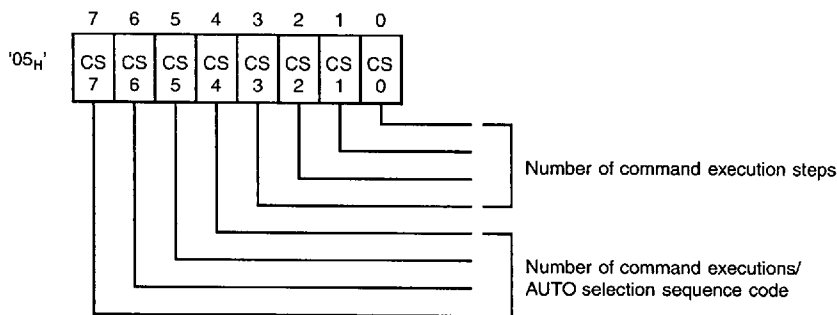 7 6 5 4 3 2 1 0
'05H' CS 7 CS 6 CS 5 CS 4 CS 3 CS 2 CS 1 CS 0
Number of command execution steps
Number of command executions/
AUTO selection sequence code